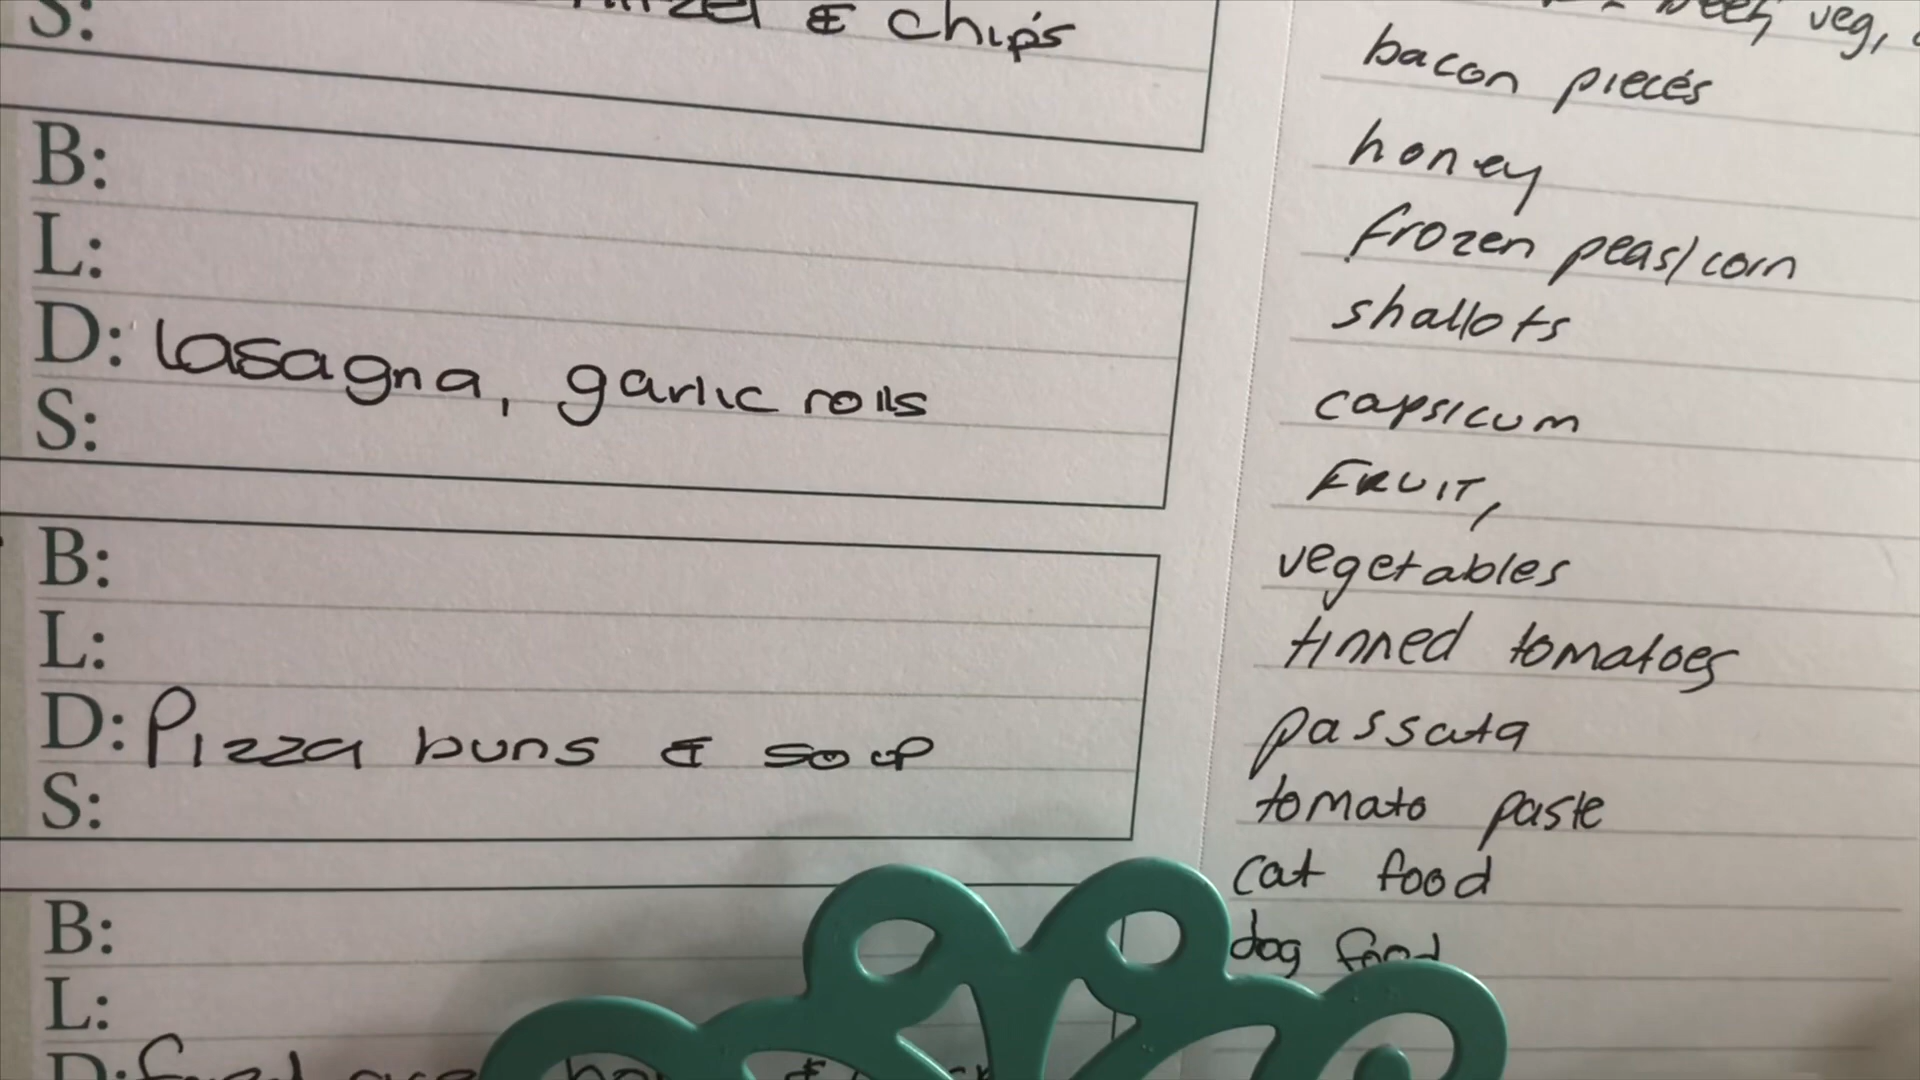 S: & chips
B:
L:
D: lasagna, garlic rolls
S:
B:
L:
D: Pizza buns & soup
S:
B:
L:
D: &
veg,
bacon pieces
honey
frozen peas/corn
shallots
capsicum
FRUIT,
vegetables
tinned tomatoes
passata
tomato paste
cat food
dog food